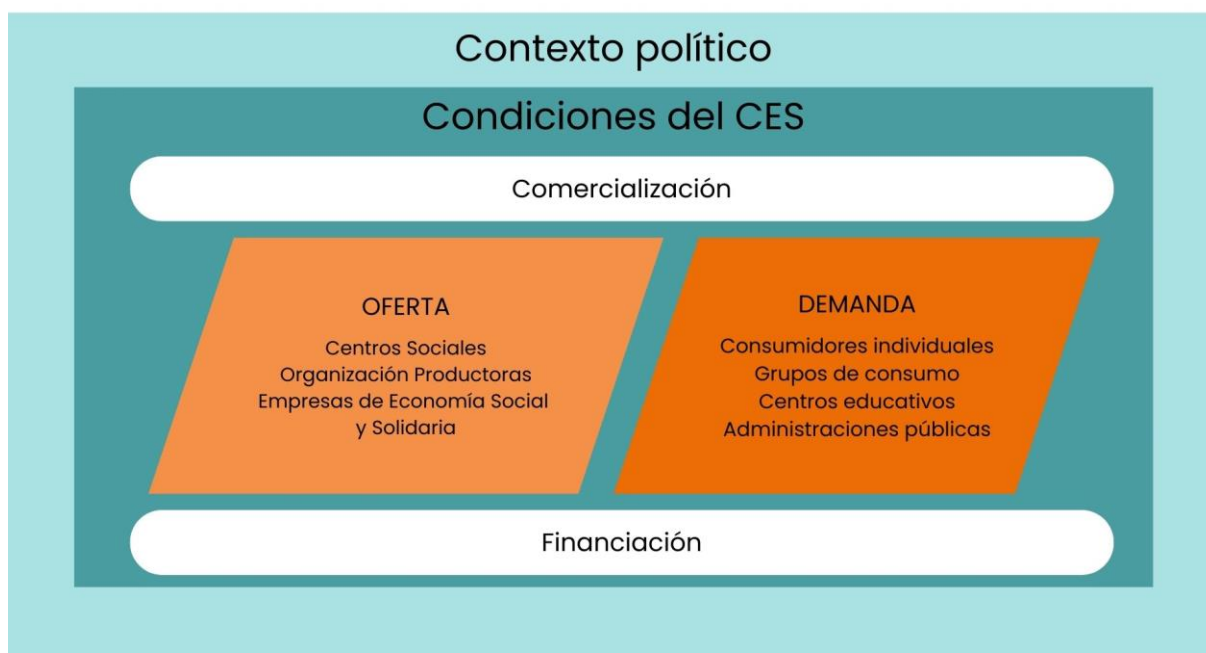 Contexto político
Condiciones del CES
Comercialización
OFERTA
Centros Sociales
Organización Productoras
Empresas de Economía Social
y Solidaria
DEMANDA
Consumidores individuales
Grupos de consumo
Centros educativos
Administraciones públicas
Financiación